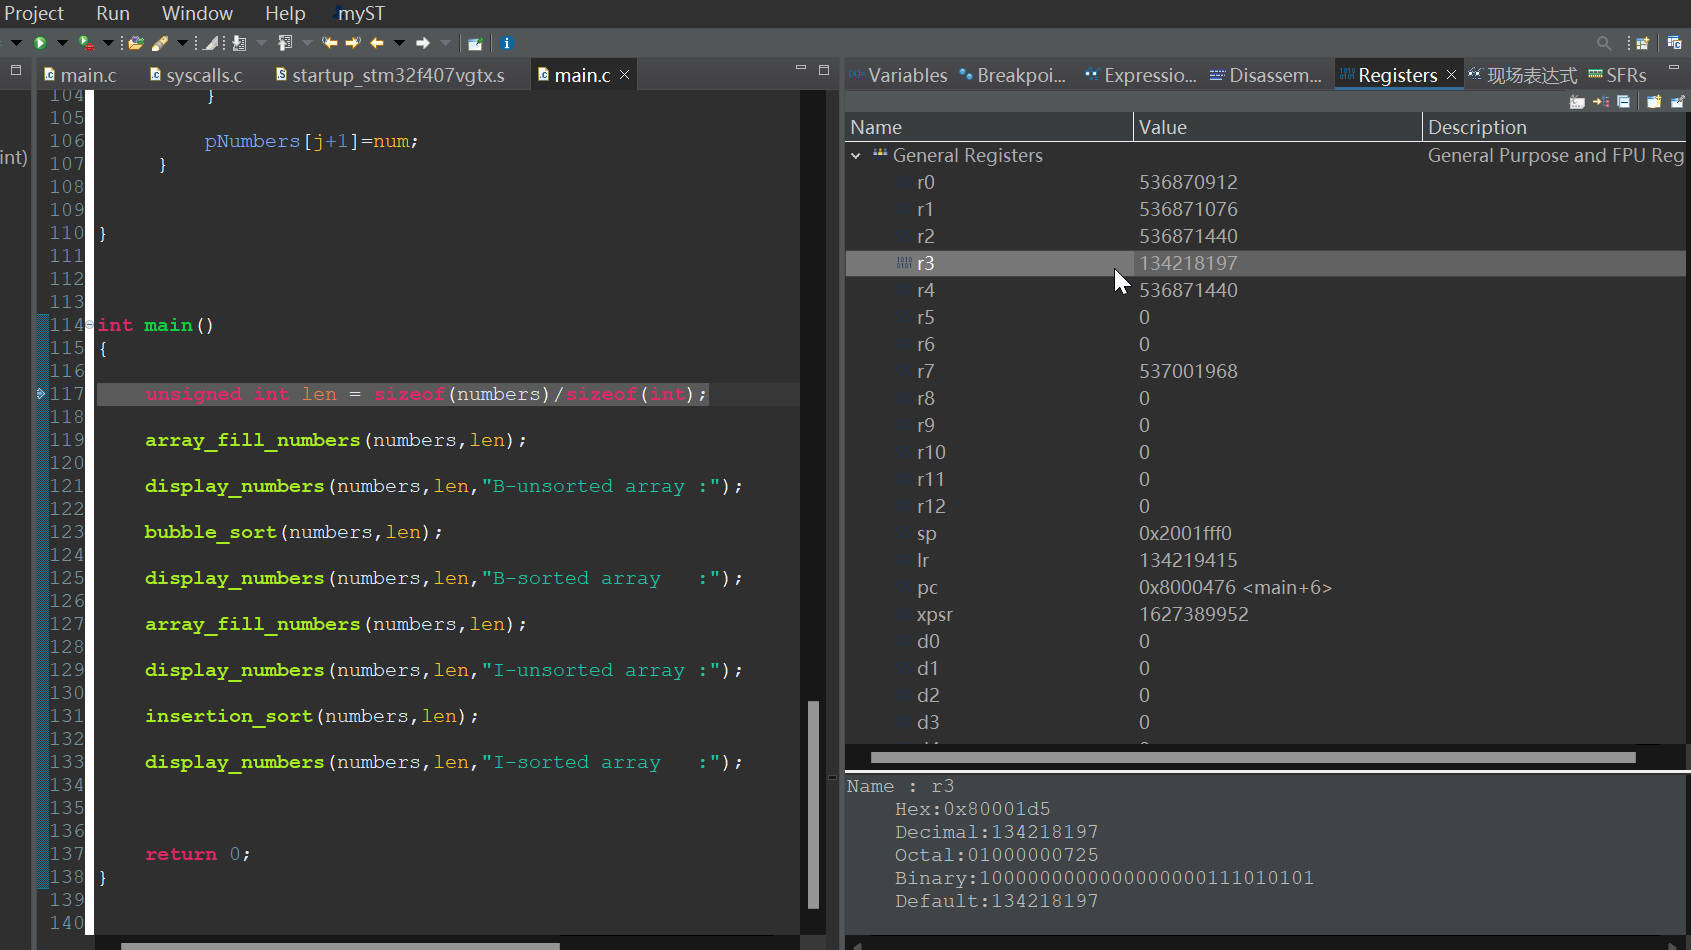 Project Run Window Help myST
main.c syscalls.c startup_stm32f407vgtx.s main.c
int)
104 }
105
106 pNumbers[j+1]=num;
107 }
108
109
110 }
111
112
113
114 int main()
115 {
116
117 unsigned int len = sizeof(numbers)/sizeof(int);
118
119 array_fill_numbers(numbers,len);
120
121 display_numbers(numbers,len,"B-unsorted array :");
122
123 bubble_sort(numbers,len);
124
125 display_numbers(numbers,len,"B-sorted array   :");
126
127 array_fill_numbers(numbers,len);
128
129 display_numbers(numbers,len,"I-unsorted array :");
130
131 insertion_sort(numbers,len);
132
133 display_numbers(numbers,len,"I-sorted array   :");
134
135
136
137 return 0;
138 }
139
140
Variables Breakpoi... Expressio... Disassem... Registers 现场表达式 SFRs
Name Value Description
General Registers General Purpose and FPU Reg
r0 536870912
r1 536871076
r2 536871440
r3 134218197
r4 536871440
r5 0
r6 0
r7 537001968
r8 0
r9 0
r10 0
r11 0
r12 0
sp 0x2001fff0
lr 134219415
pc 0x8000476 <main+6>
xpsr 1627389952
d0 0
d1 0
d2 0
d3 0
Name : r3
Hex:0x80001d5
Decimal:134218197
Octal:01000000725
Binary:1000000000000000000111010101
Default:134218197